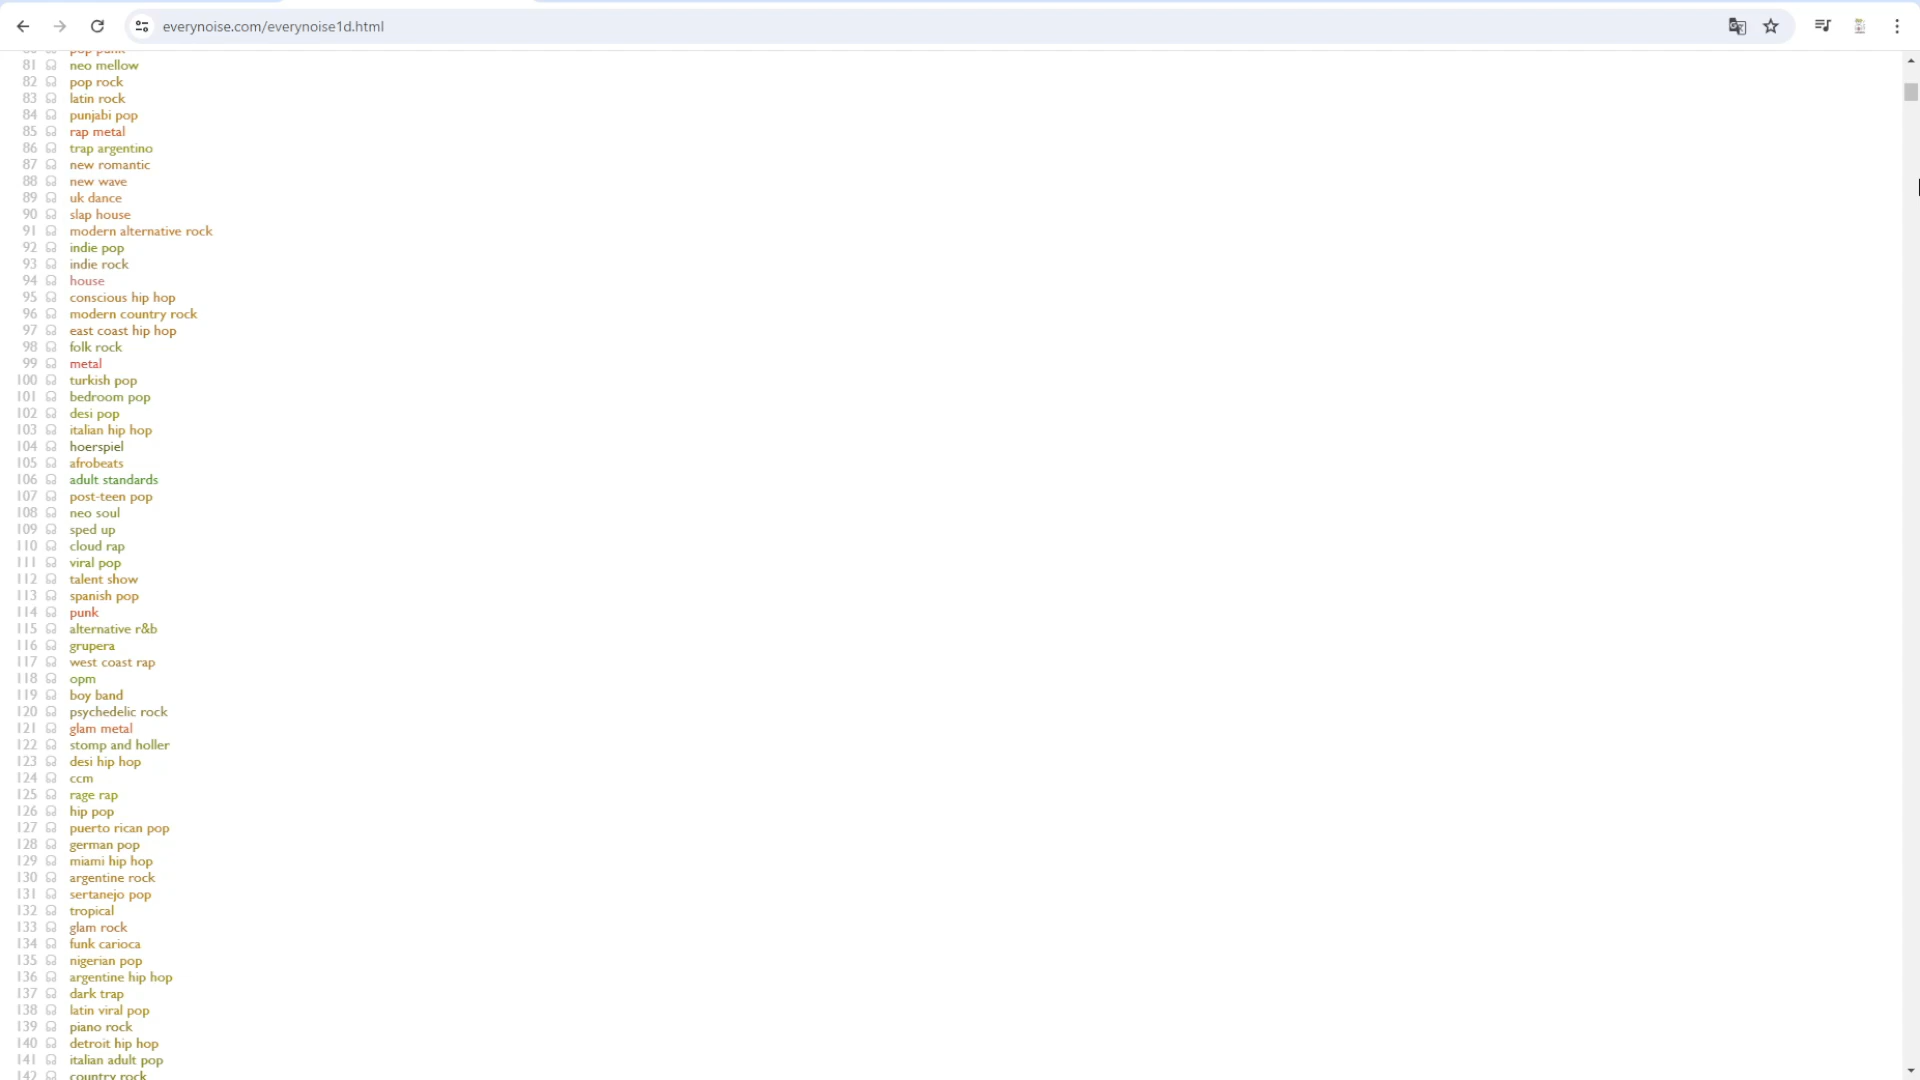 everynoise.com/everynoise1d.html
80 pop punk
81 neo mellow
82 pop rock
83 latin rock
84 punjabi pop
85 rap metal
86 trap argentino
87 new romantic
88 new wave
89 uk dance
90 slap house
91 modern alternative rock
92 indie pop
93 indie rock
94 house
95 conscious hip hop
96 modern country rock
97 east coast hip hop
98 folk rock
99 metal
100 turkish pop
101 bedroom pop
102 desi pop
103 italian hip hop
104 hoerspiel
105 afrobeats
106 adult standards
107 post-teen pop
108 neo soul
109 sped up
110 cloud rap
111 viral pop
112 talent show
113 spanish pop
114 punk
115 alternative r&b
116 grupera
117 west coast rap
118 opm
119 boy band
120 psychedelic rock
121 glam metal
122 stomp and holler
123 desi hip hop
124 ccm
125 rage rap
126 hip pop
127 puerto rican pop
128 german pop
129 miami hip hop
130 argentine rock
131 sertanejo pop
132 tropical
133 glam rock
134 funk carioca
135 nigerian pop
136 argentine hip hop
137 dark trap
138 latin viral pop
139 piano rock
140 detroit hip hop
141 italian adult pop
142 country rock